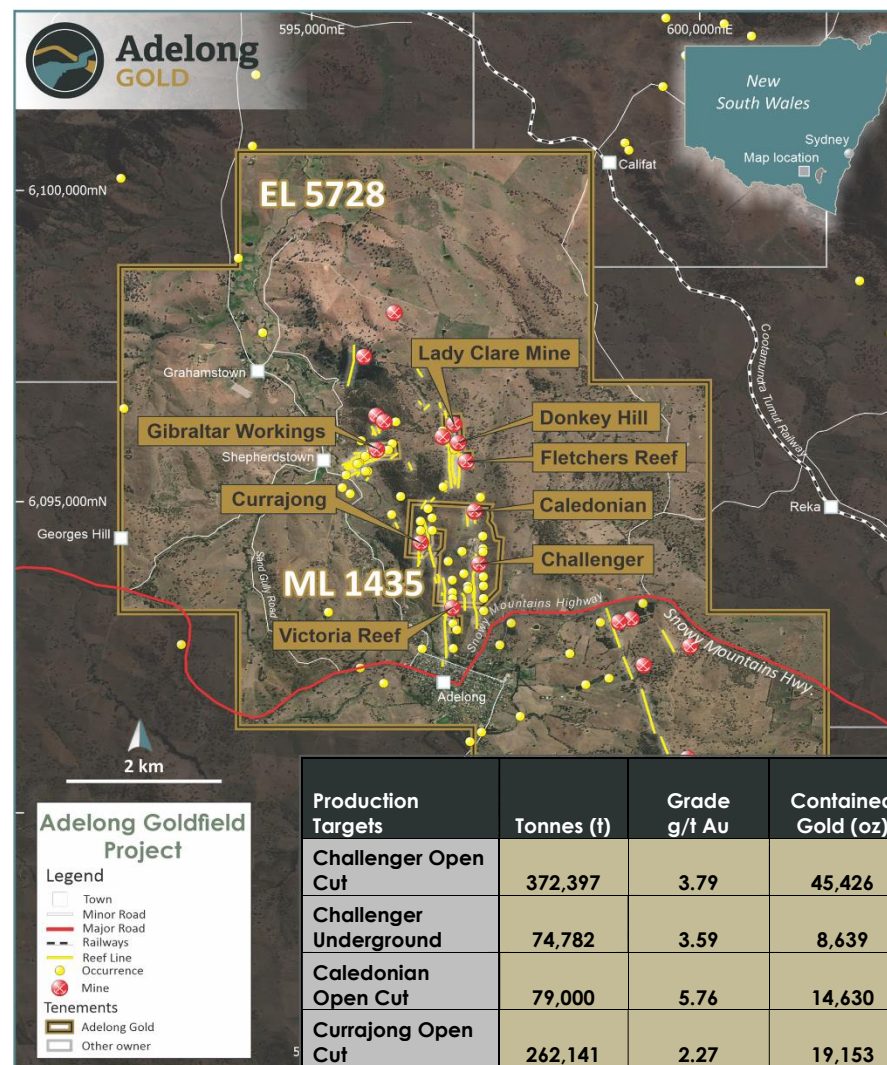 Adelong
GOLD
595,000mE
600,000mE
New
South Wales
Sydney
Map location
Califat
6,100,000mN
EL 5728
Cootamundra Tumut Railway
Lady Clare Mine
Grahamstown
Donkey Hill
Gibraltar Workings
Shepherdstown
Fletchers Reef
Currajong
Caledonian
6,095,000mN
Reka
Georges Hill
Challenger
Sand Gully Road
ML 1435
Snowy Mountains Highway
Snowy Mountains Hwy.
Victoria Reef
Adelong
2 km
Adelong Goldfield
Project
Legend
Town
Minor Road
Major Road
Railways
Reef Line
Occurrence
Mine
Tenements
Adelong Gold
Other owner
5
Production
Targets
Tonnes (t)
Grade
g/t Au
Contained
Gold (oz)
Challenger Open
Cut
372,397
3.79
45,426
Challenger
Underground
74,782
3.59
8,639
Caledonian
Open Cut
79,000
5.76
14,630
Currajong Open
Cut
262,141
2.27
19,153